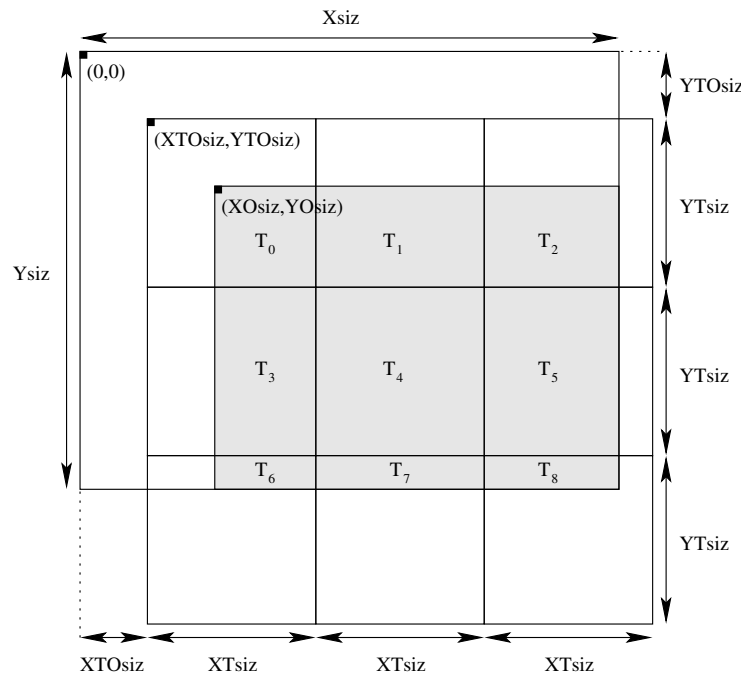 Xsiz
(0,0)
YTOsiz
(XTOsiz,YTOsiz)
(XOsiz,YOsiz)
YTsiz
T₀ T₁ T₂
Ysiz
T₃ T₄ T₅
YTsiz
T₆ T₇ T₈
YTsiz
XTOsiz XTsiz XTsiz XTsiz